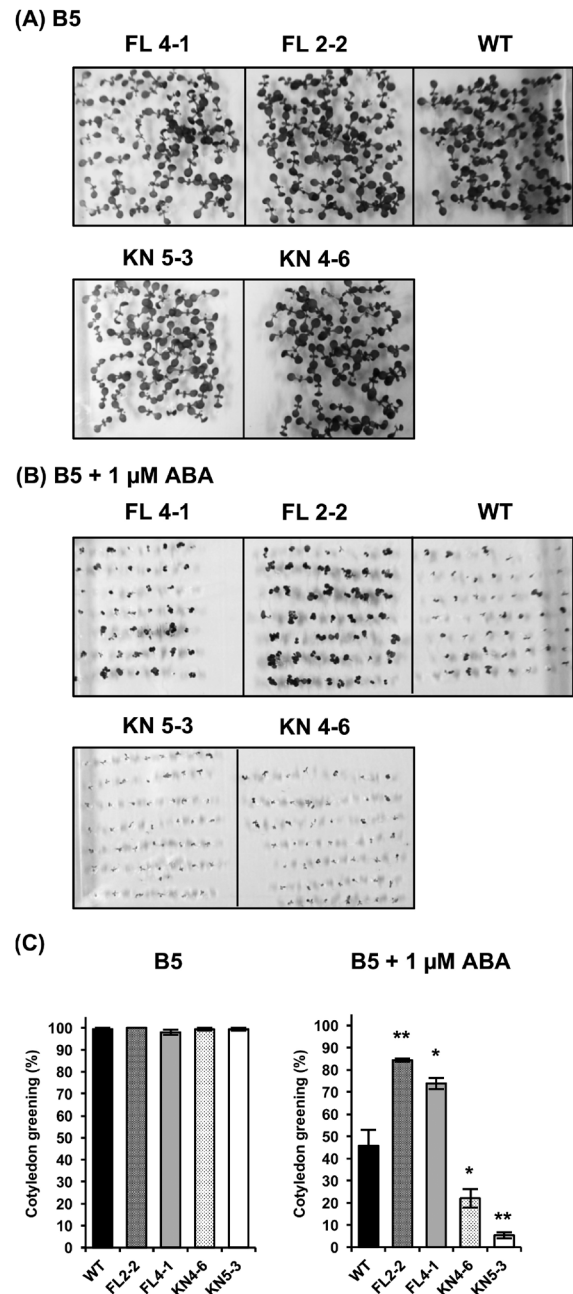 (A) B5
FL 4-1 FL 2-2 WT
KN 5-3 KN 4-6
(B) B5 + 1 µM ABA
FL 4-1 FL 2-2 WT
KN 5-3 KN 4-6
(C)
B5 B5 + 1 µM ABA
Cotyledon greening (%)
100
90
80
70
60
50
40
30
20
10
0
WT FL2-2 FL4-1 KN4-6 KN5-3
Cotyledon greening (%)
100
90
80
70
60
50
40
30
20
10
0
** * * **
WT FL2-2 FL4-1 KN4-6 KN5-3